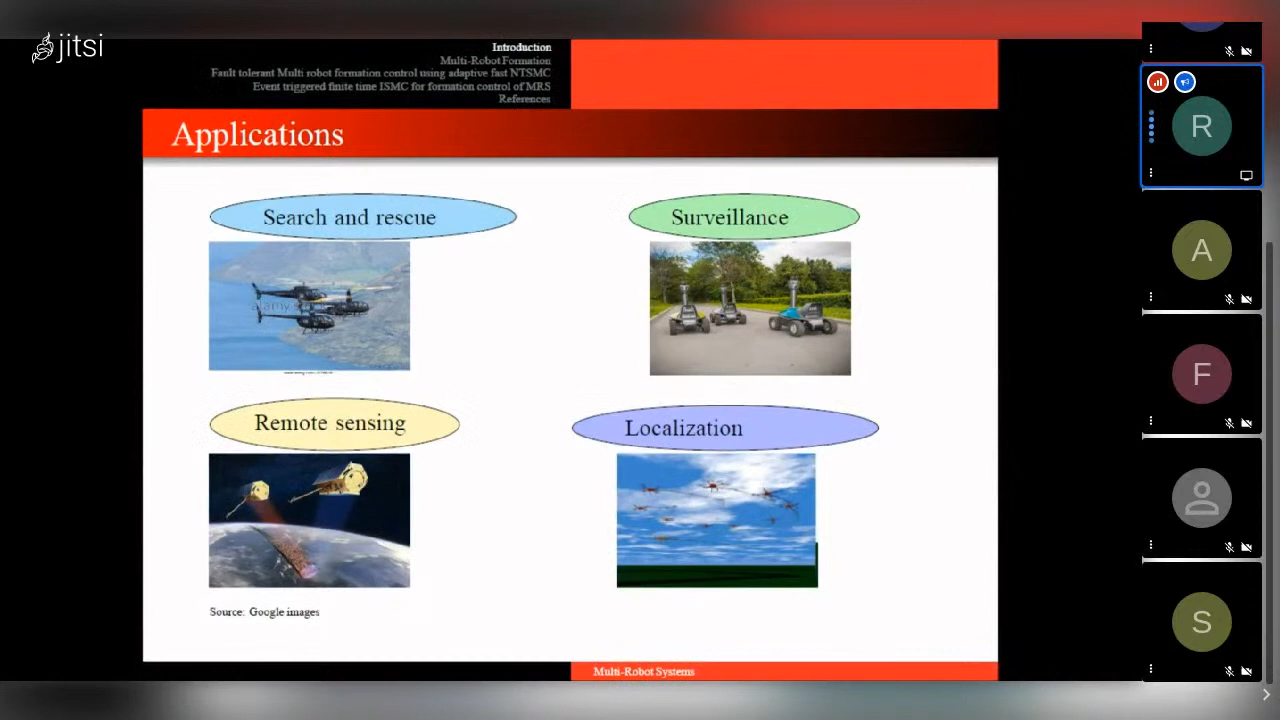 jitsi
Introduction
Multi-Robot Formation
Fault tolerant Multi robot formation control using adaptive fast NTSMC
Event triggered finite time ISMC for formation control of MRS
References
Applications
Search and rescue
Surveillance
alamy
Remote sensing
Localization
Source: Google images
Multi-Robot Systems
R
A
F
S